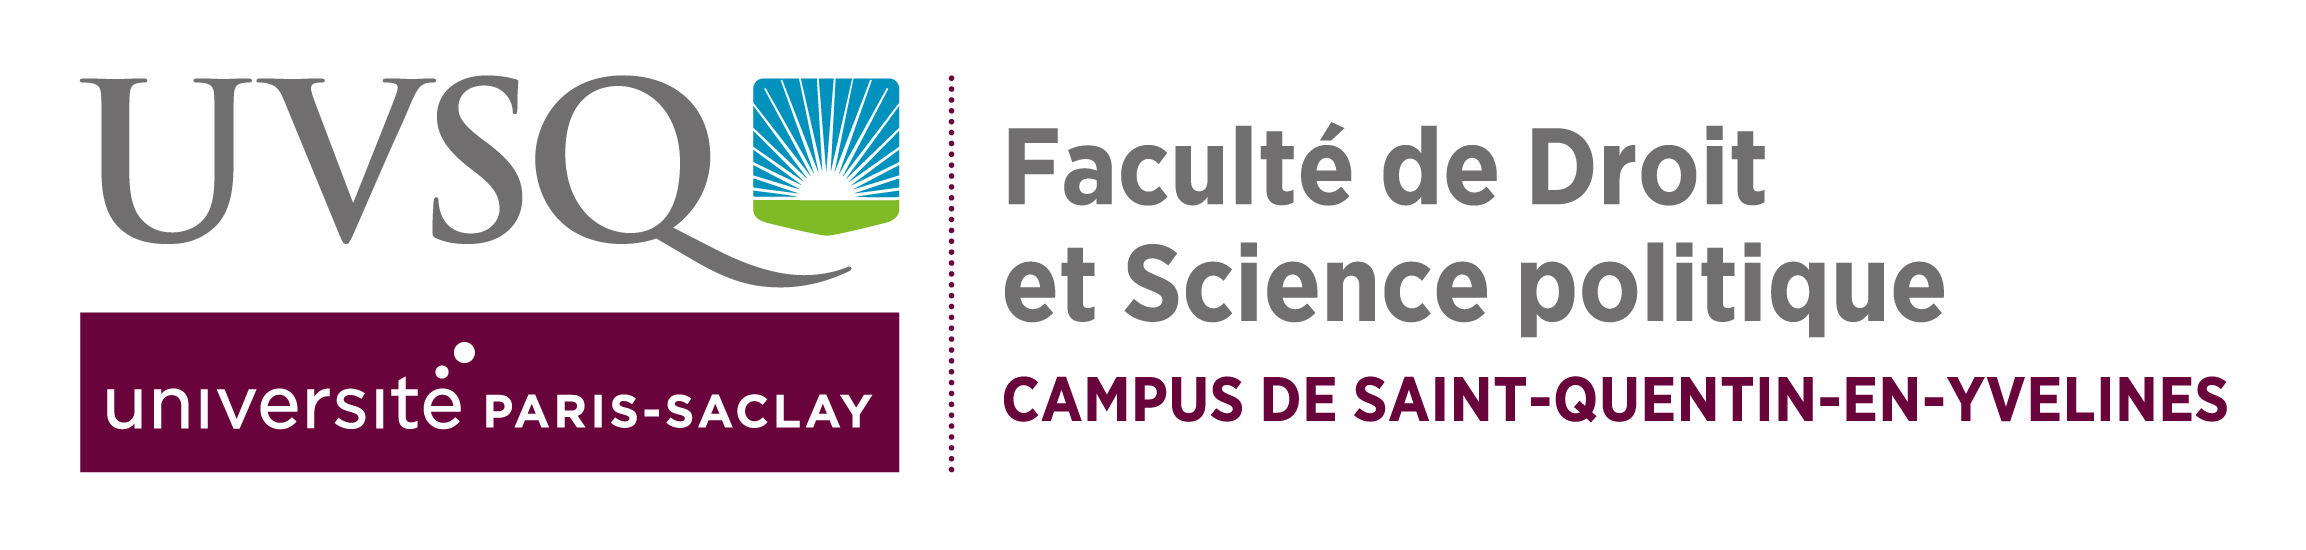 UVSQ
université PARIS-SACLAY
Faculté de Droit
et Science politique
CAMPUS DE SAINT-QUENTIN-EN-YVELINES